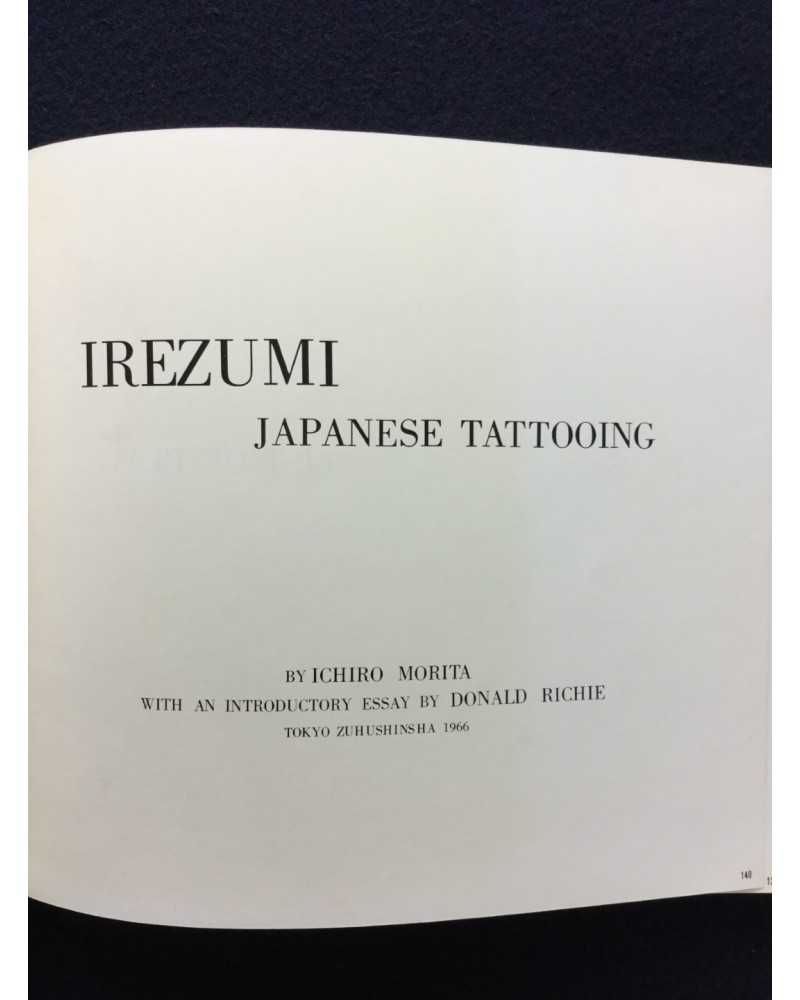 IREZUMI
JAPANESE TATTOOING
BY ICHIRO MORITA
WITH AN INTRODUCTORY ESSAY BY DONALD RICHIE
TOKYO ZUHUSHINSHA 1966
140